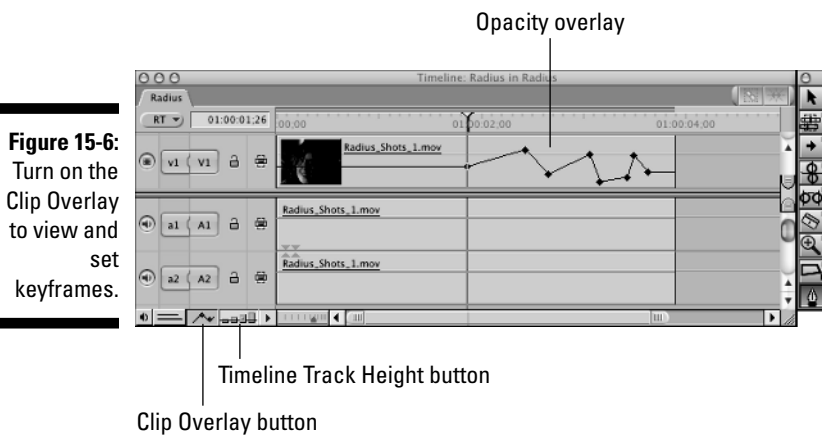 Opacity overlay
Timeline: Radius in Radius
Radius
RT
01:00:01;26
00;00
01:00:02;00
01:00:04;00
Figure 15-6:
Turn on the
Clip Overlay
to view and
set
keyframes.
v1 V1
Radius_Shots_1.mov
a1 A1
Radius_Shots_1.mov
a2 A2
Radius_Shots_1.mov
Timeline Track Height button
Clip Overlay button